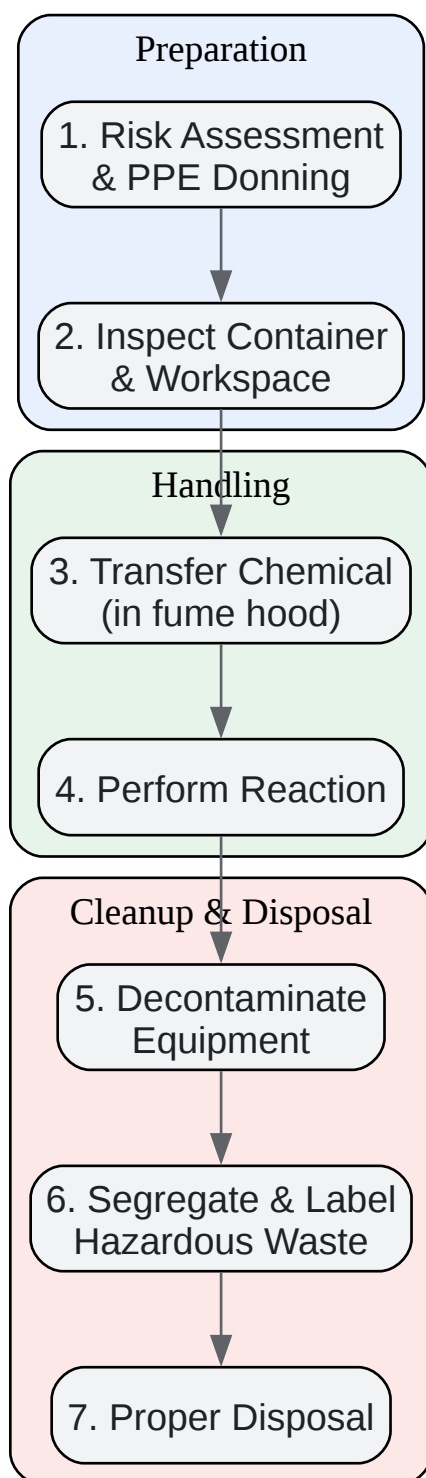 Preparation
1. Risk Assessment
& PPE Donning
2. Inspect Container
& Workspace
Handling
3. Transfer Chemical
(in fume hood)
4. Perform Reaction
Cleanup & Disposal
5. Decontaminate
Equipment
6. Segregate & Label
Hazardous Waste
7. Proper Disposal